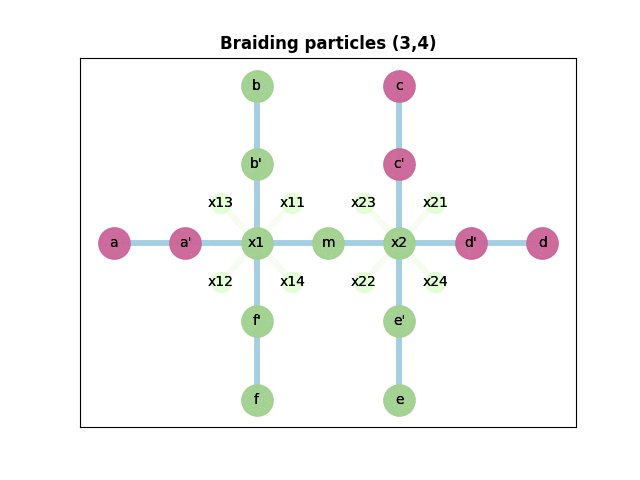 Braiding particles (3,4)
b c
b' c'
x13 x11 x23 x21
a a' x1 m x2 d' d
x12 x14 x22 x24
f' e'
f e